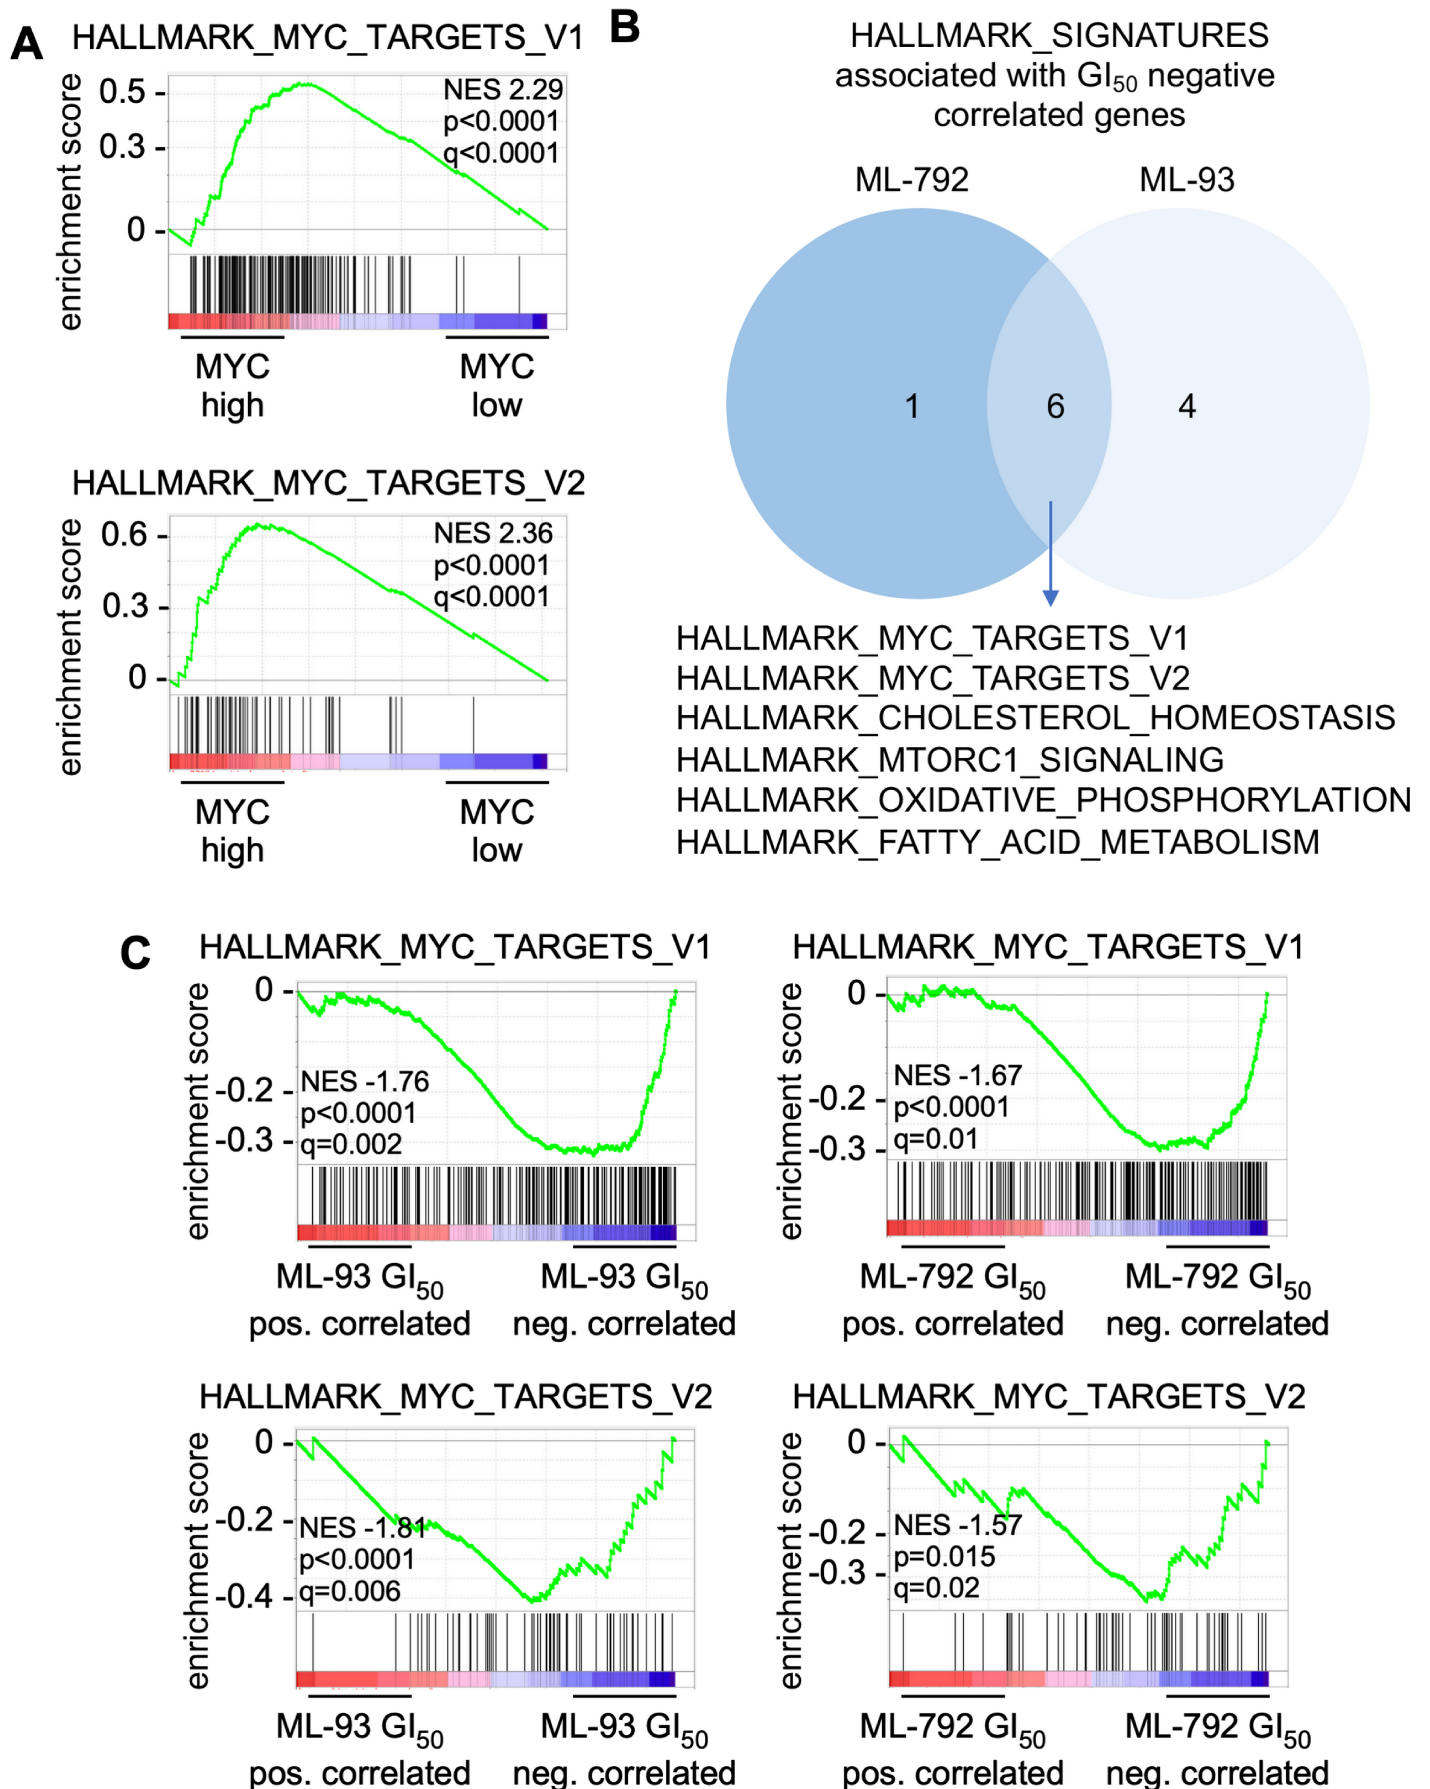 A
HALLMARK_MYC_TARGETS_V1
enrichment score
0.5
0.3
0
NES 2.29
p<0.0001
q<0.0001
MYC
high
MYC
low
HALLMARK_MYC_TARGETS_V2
enrichment score
0.6
0.3
0
NES 2.36
p<0.0001
q<0.0001
MYC
high
MYC
low
B
HALLMARK_SIGNATURES
associated with GI50 negative
correlated genes
ML-792
ML-93
1
6
4
HALLMARK_MYC_TARGETS_V1
HALLMARK_MYC_TARGETS_V2
HALLMARK_CHOLESTEROL_HOMEOSTASIS
HALLMARK_MTORC1_SIGNALING
HALLMARK_OXIDATIVE_PHOSPHORYLATION
HALLMARK_FATTY_ACID_METABOLISM
C
HALLMARK_MYC_TARGETS_V1
enrichment score
0
-0.2
-0.3
NES -1.76
p<0.0001
q=0.002
ML-93 GI50
pos. correlated
ML-93 GI50
neg. correlated
HALLMARK_MYC_TARGETS_V1
enrichment score
0
-0.2
-0.3
NES -1.67
p<0.0001
q=0.01
ML-792 GI50
pos. correlated
ML-792 GI50
neg. correlated
HALLMARK_MYC_TARGETS_V2
enrichment score
0
-0.2
-0.4
NES -1.81
p<0.0001
q=0.006
ML-93 GI50
pos. correlated
ML-93 GI50
neg. correlated
HALLMARK_MYC_TARGETS_V2
enrichment score
0
-0.2
-0.3
NES -1.57
p=0.015
q=0.02
ML-792 GI50
pos. correlated
ML-792 GI50
neg. correlated